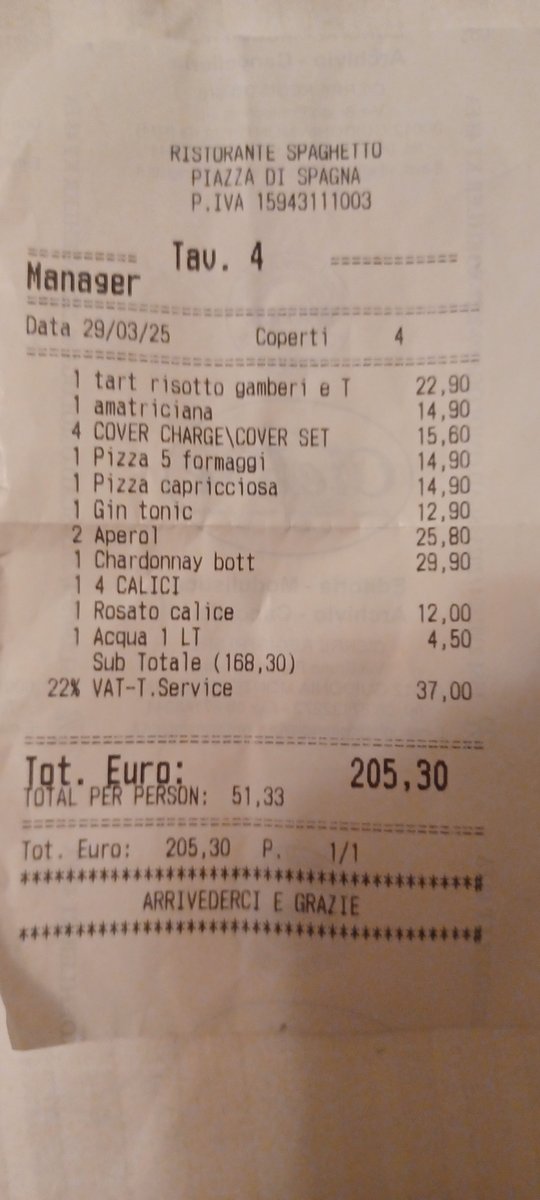 RISTORANTE SPAGHETTO
PIAZZA DI SPAGNA
P.IVA 15943111003
========== Tav. 4 =============
Manager
========================================
Data 29/03/25 Coperti 4
========================================
1 tart risotto gamberi e T 22,90
1 amatriciana 14,90
4 COVER CHARGE\COVER SET 15,60
1 Pizza 5 formaggi 14,90
1 Pizza capricciosa 14,90
1 Gin tonic 12,90
2 Aperol 25,80
1 Chardonnay bott 29,90
1 4 CALICI
1 Rosato calice 12,00
1 Acqua 1 LT 4,50
Sub Totale (168,30)
22% VAT-T.Service 37,00
========================================
Tot. Euro: 205,30
TOTAL PER PERSON: 51,33
========================================
Tot. Euro: 205,30 P. 1/1
***************************************#
ARRIVEDERCI E GRAZIE
***************************************#